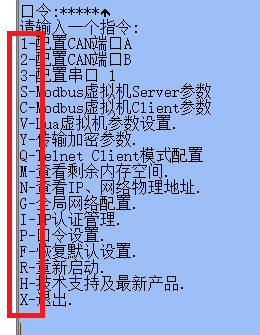 口令:*****↑
请输入一个指令:
1-配置CAN端口A
2-配置CAN端口B
3-配置串口 1
S-Modbus虚拟机Server参数
C-Modbus虚拟机Client参数
V-Lua虚拟机参数设置.
Y-传输加密参数.
Q-Telnet Client模式配置
M-查看剩余内存空间.
N-查看IP、网络物理地址.
G-全局网络配置.
I-IP认证管理.
P-口令设置.
F-恢复默认设置.
R-重新启动.
H-技术支持及最新产品.
X-退出.